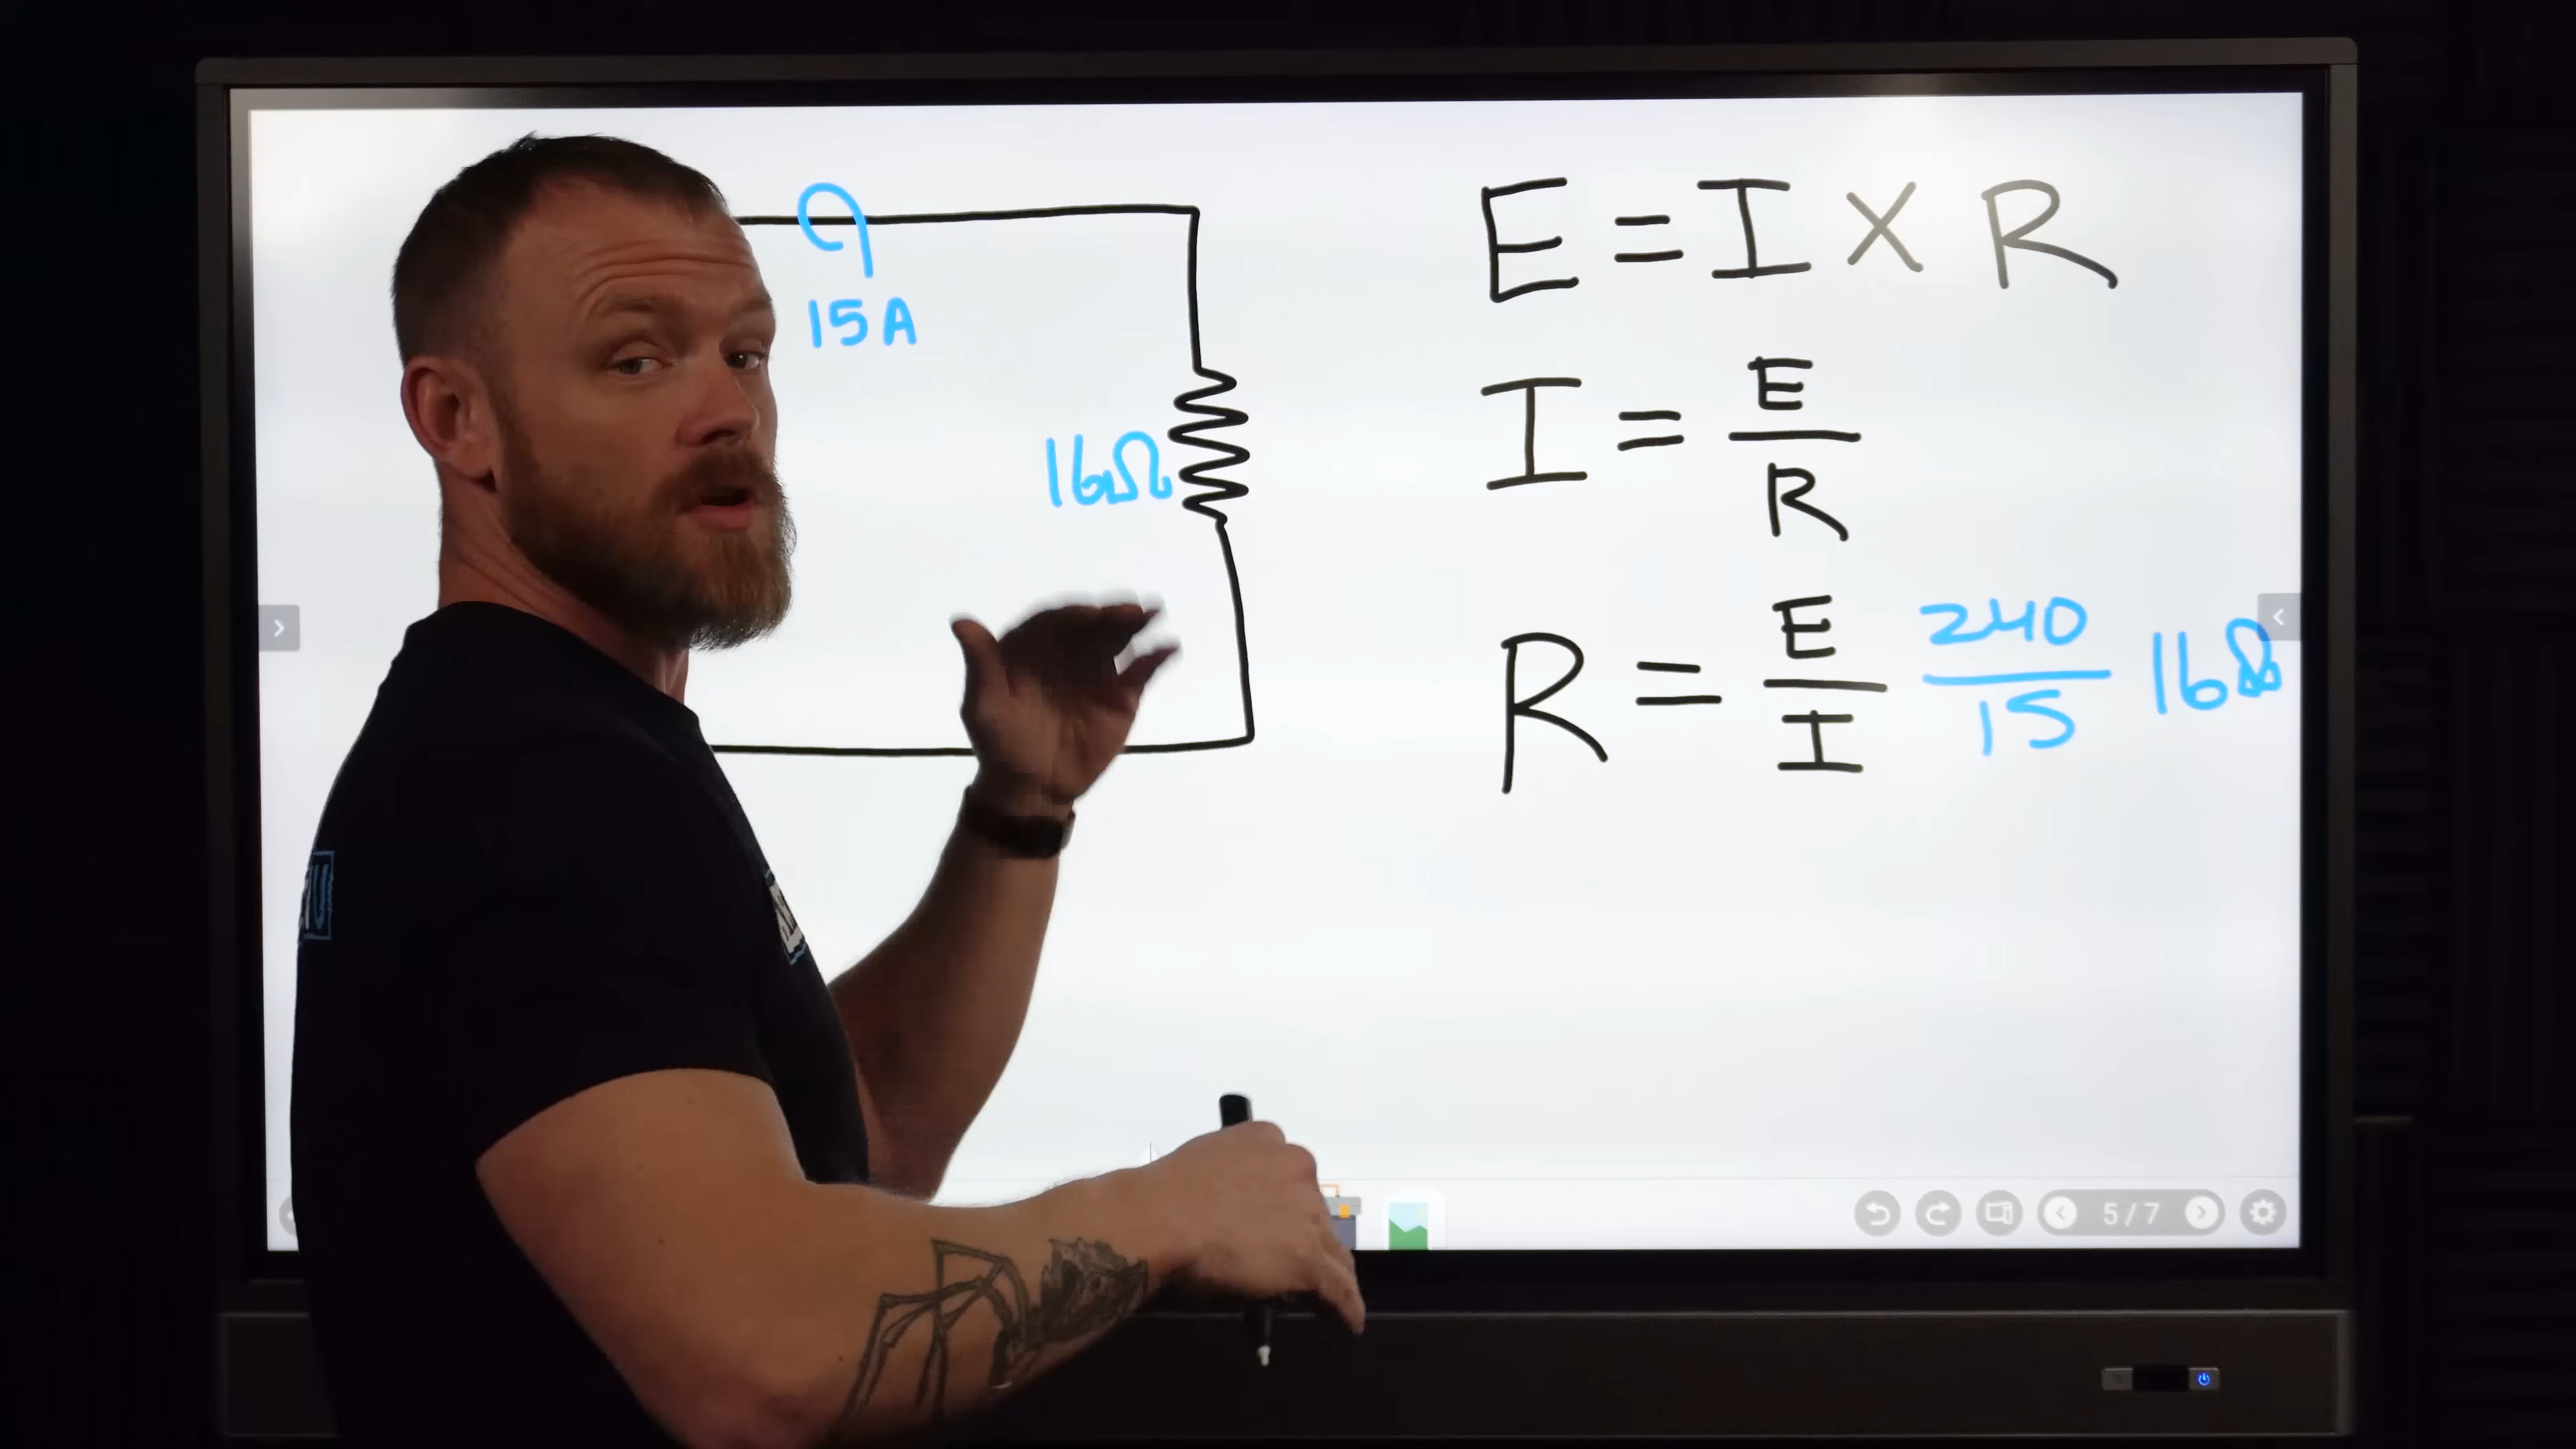 15A
16Ω
E = I X R
I = E
R
R = E 240 16Ω
I 15
5/7